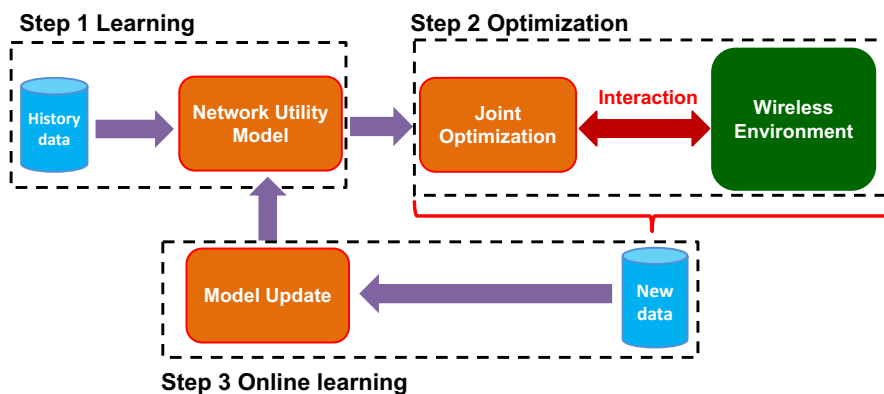 Step 1 Learning
Step 2 Optimization
History
data
Network Utility
Model
Joint
Optimization
Interaction
Wireless
Environment
Model Update
New
data
Step 3 Online learning